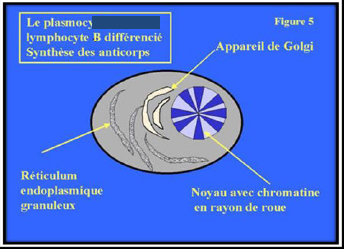 Le
lymphocyte B différencié
Synthèse des anticorps
Figure 5
Appareil de Golgi
Réticulum
endoplasmique
granuleux
Noyau avec chromatine
en rayon de roue